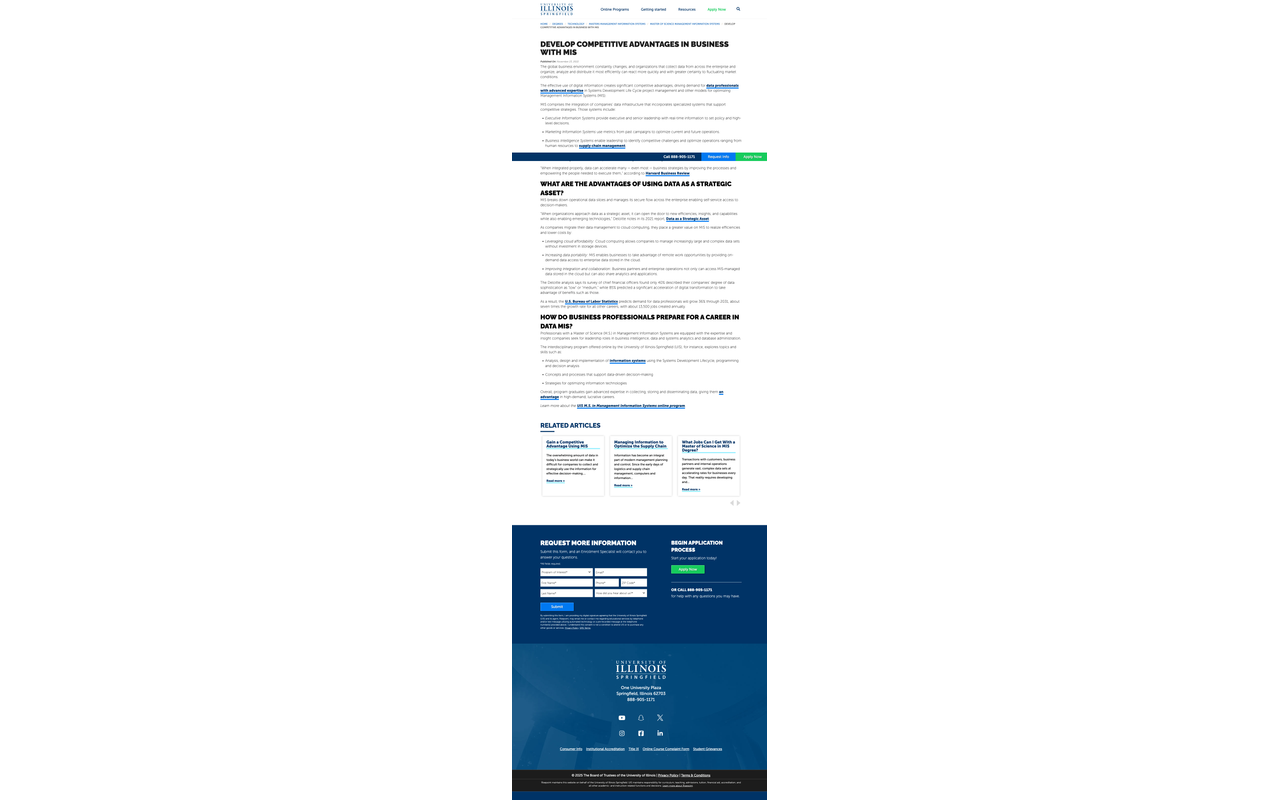 UNIVERSITY OF
ILLINOIS
SPRINGFIELD
Online Programs
Getting started
Resources
Apply Now
HOME
DEGREES
TECHNOLOGY
MASTERS MANAGEMENT INFORMATION SYSTEMS
MASTER OF SCIENCE MANAGEMENT INFORMATION SYSTEMS
DEVELOP
COMPETITIVE ADVANTAGES IN BUSINESS WITH MIS
DEVELOP COMPETITIVE ADVANTAGES IN BUSINESS
WITH MIS
The global business environment constantly changes, and organizations that collect data from across the enterprise and
organize, analyze and distribute it most efficiently can react more quickly and with greater certainty to fluctuating market
conditions.
The effective use of digital information creates significant competitive advantages, driving demand for data professionals
with advanced expertise in Systems Development Life Cycle project management and other models for optimizing
Management Information Systems (MIS).
MIS comprises the integration of companies' data infrastructure that incorporates specialized systems that support
competitive strategies. Those systems include:
• Executive Information Systems provide executive and senior leadership with real-time information to set policy and high-
level decisions.
• Marketing Information Systems use metrics from past campaigns to optimize current and future operations.
• Business Intelligence Systems enable leadership to identify competitive challenges and optimize operations ranging from
human resources to supply chain management.
Call 888-905-1171
Request Info
Apply Now
"When integrated properly, data can accelerate many — even most — business strategies by improving the processes and
empowering the people needed to execute them," according to Harvard Business Review.
WHAT ARE THE ADVANTAGES OF USING DATA AS A STRATEGIC
ASSET?
MIS breaks down operational data siloes and manages its secure flow across the enterprise enabling self-service access to
decision-makers.
"When organizations approach data as a strategic asset, it can open the door to new efficiencies, insights, and capabilities
while also enabling emerging technologies," Deloitte notes in its 2021 report, Data as a Strategic Asset.
As companies migrate their data management to cloud computing, they place a greater value on MIS to realize efficiencies
and lower costs by:
• Leveraging cloud affordability: Cloud computing allows companies to manage increasingly large and complex data sets
without investment in storage devices.
• Increasing data portability: MIS enables businesses to take advantage of remote work opportunities by providing on-
demand data access to enterprise data stored in the cloud.
• Improving integration and collaboration: Business partners and enterprise operations not only can access MIS-managed
data stored in the cloud but can also share analytics and applications.
The Deloitte analysis says its survey of chief financial officers found only 60% described their companies' degree of data
sophistication as "low" or "medium," while 95% predicted a significant acceleration of digital transformation to take
advantage of benefits such as those.
As a result, the U.S. Bureau of Labor Statistics predicts demand for data professionals will grow 36% through 2031, about
seven times the growth rate for all other careers, with about 13,500 jobs created annually.
HOW DO BUSINESS PROFESSIONALS PREPARE FOR A CAREER IN
DATA MIS?
Professionals with a Master of Science (M.S.) in Management Information Systems are equipped with the expertise and
insight companies seek for leadership roles in business intelligence, data and systems analytics and database administration.
The interdisciplinary program offered online by the University of Illinois Springfield (UIS), for instance, explores topics and
skills such as:
• Analysis, design and implementation of information systems using the Systems Development Lifecycle, programming
and decision analysis
• Concepts and processes that support data-driven decision-making
• Strategies for optimizing information technologies
Overall, program graduates gain advanced expertise in collecting, storing and disseminating data, giving them an
advantage in high-demand, lucrative careers.
Learn more about the UIS M.S. in Management Information Systems online program.
RELATED ARTICLES
Gain a Competitive
Advantage Using MIS
The overwhelming amount of data in
today's business world can make it
difficult for companies to collect and
strategically use the information for
effective decision-making....
Read more »
Managing Information to
Optimize the Supply Chain
Information has become an integral
part of modern management planning
and control. Since the early days of
logistics and supply chain
management, computers and
information...
Read more »
What Jobs Can I Get With a
Master of Science in MIS
Degree?
Transactions with customers, business
partners and internal operations
generate vast, complex data sets at
accelerating rates for businesses every
day. That reality requires developing
and...
Read more »
REQUEST MORE INFORMATION
Submit this form, and an Enrollment Specialist will contact you to
answer your questions.
Program of Interest*
Email*
First Name*
Phone*
ZIP Code*
Last Name*
How did you hear about us?*
Submit
BEGIN APPLICATION
PROCESS
Start your application today!
Apply Now
OR CALL 888-905-1171
for help with any questions you may have.
UNIVERSITY OF
ILLINOIS
SPRINGFIELD
One University Plaza
Springfield, Illinois 62703
888-905-1171
Consumer Info
Institutional Accreditation
Title IX
Online Course Complaint Form
Student Grievances
© 2025 The Board of Trustees of the University of Illinois | Privacy Policy | Terms & Conditions